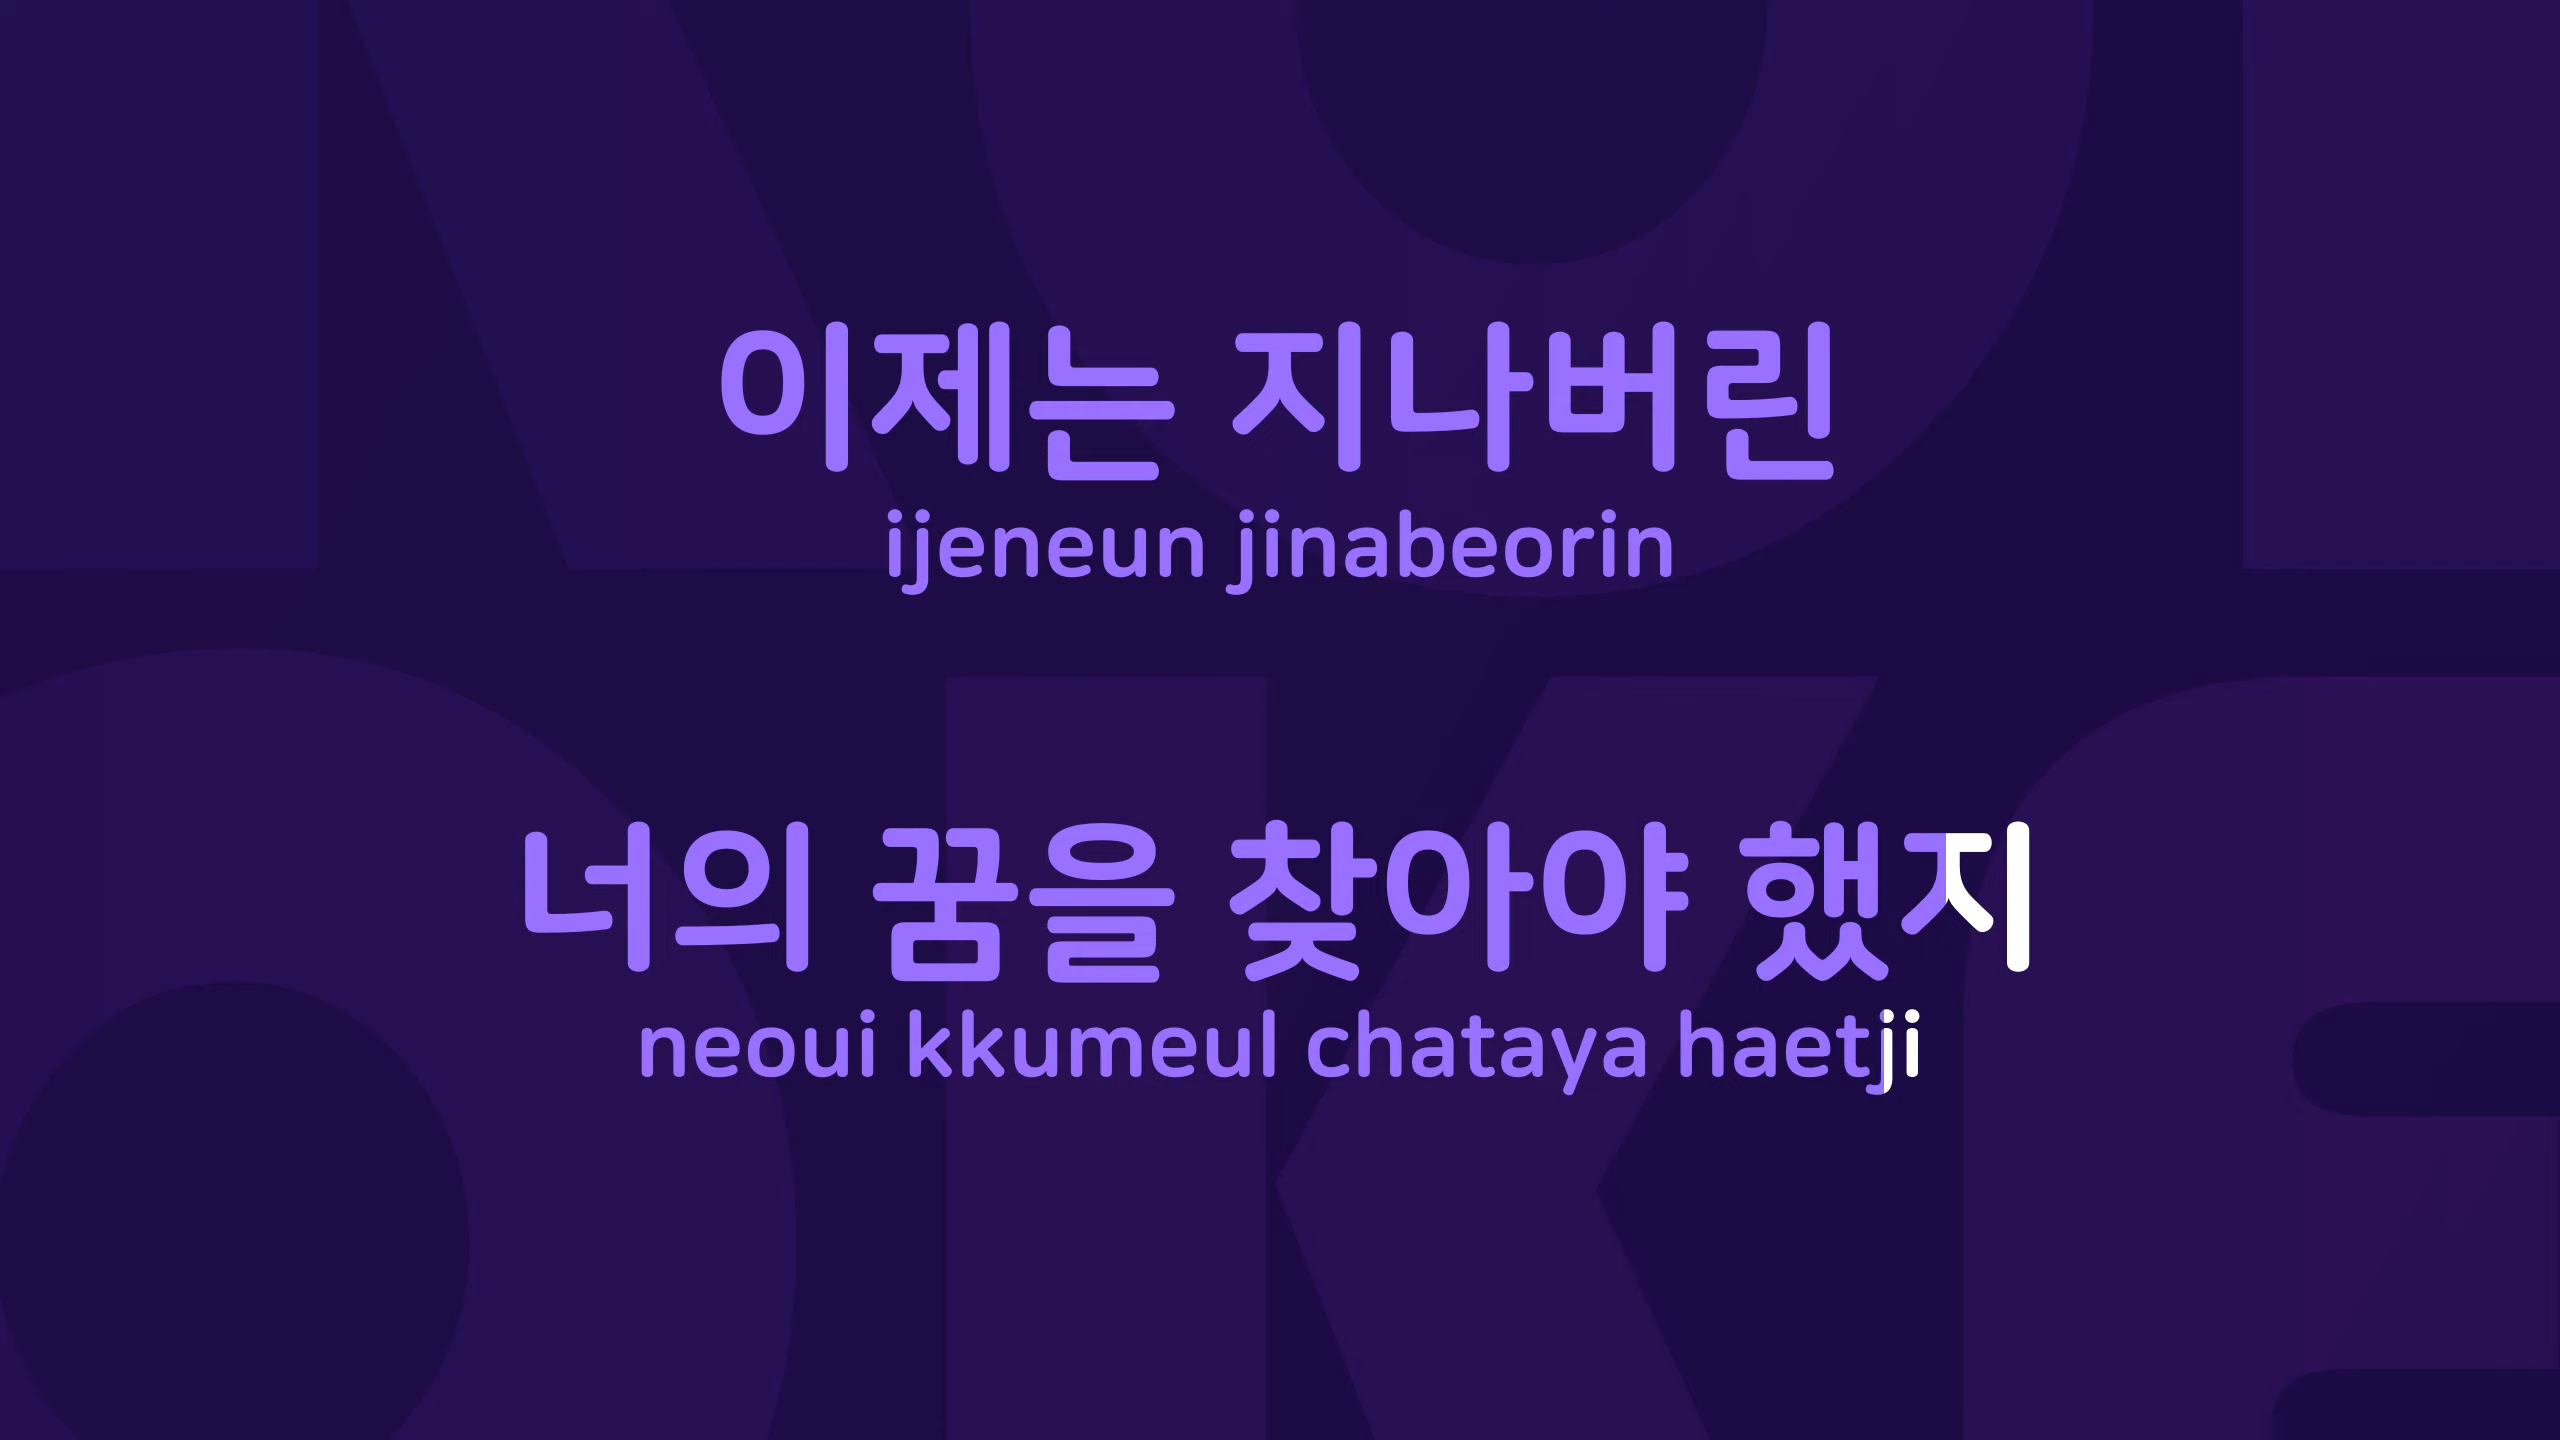 이제는 지나버린
ijeneun jinabeorin
너의 꿈을 찾아야 했지
neoui kkumeul chataya haetji